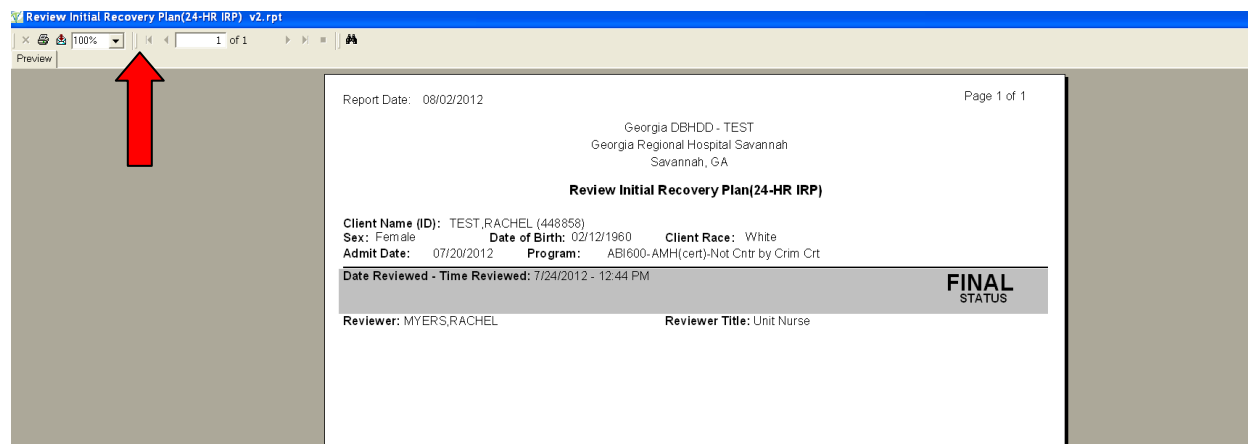 Review Initial Recovery Plan(24-HR IRP) v2.rpt
100% 1 of 1
Preview
Report Date: 08/02/2012 Page 1 of 1
Georgia DBHDD - TEST
Georgia Regional Hospital Savannah
Savannah, GA
Review Initial Recovery Plan(24-HR IRP)
Client Name (ID): TEST,RACHEL (448858)
Sex: Female Date of Birth: 02/12/1960 Client Race: White
Admit Date: 07/20/2012 Program: ABI600-AMH(cert)-Not Cntr by Crim Crt
Date Reviewed - Time Reviewed: 7/24/2012 - 12:44 PM
FINAL
STATUS
Reviewer: MYERS,RACHEL Reviewer Title: Unit Nurse